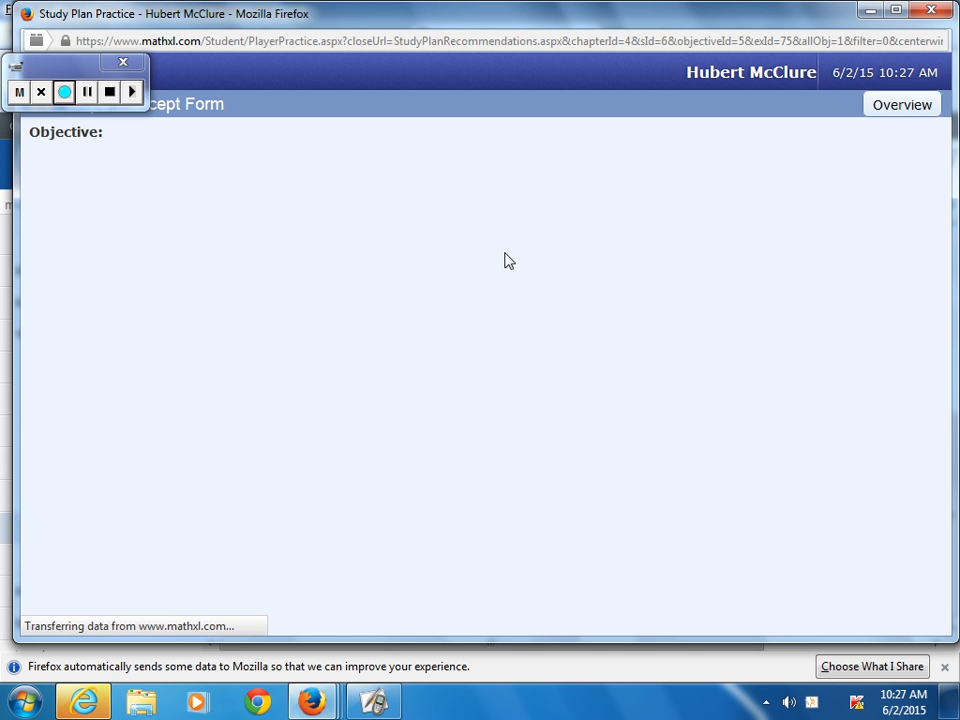 Study Plan Practice - Hubert McClure - Mozilla Firefox
https://www.mathxl.com/Student/PlayerPractice.aspx?closeUrl=StudyPlanRecommendations.aspx&chapterId=4&sId=6&objectiveId=5&exId=75&allObj=1&filter=0&centerwi
M
Hubert McClure 6/2/15 10:27 AM
cept Form
Overview
Objective:
Transferring data from www.mathxl.com...
Firefox automatically sends some data to Mozilla so that we can improve your experience.
Choose What I Share
10:27 AM
6/2/2015